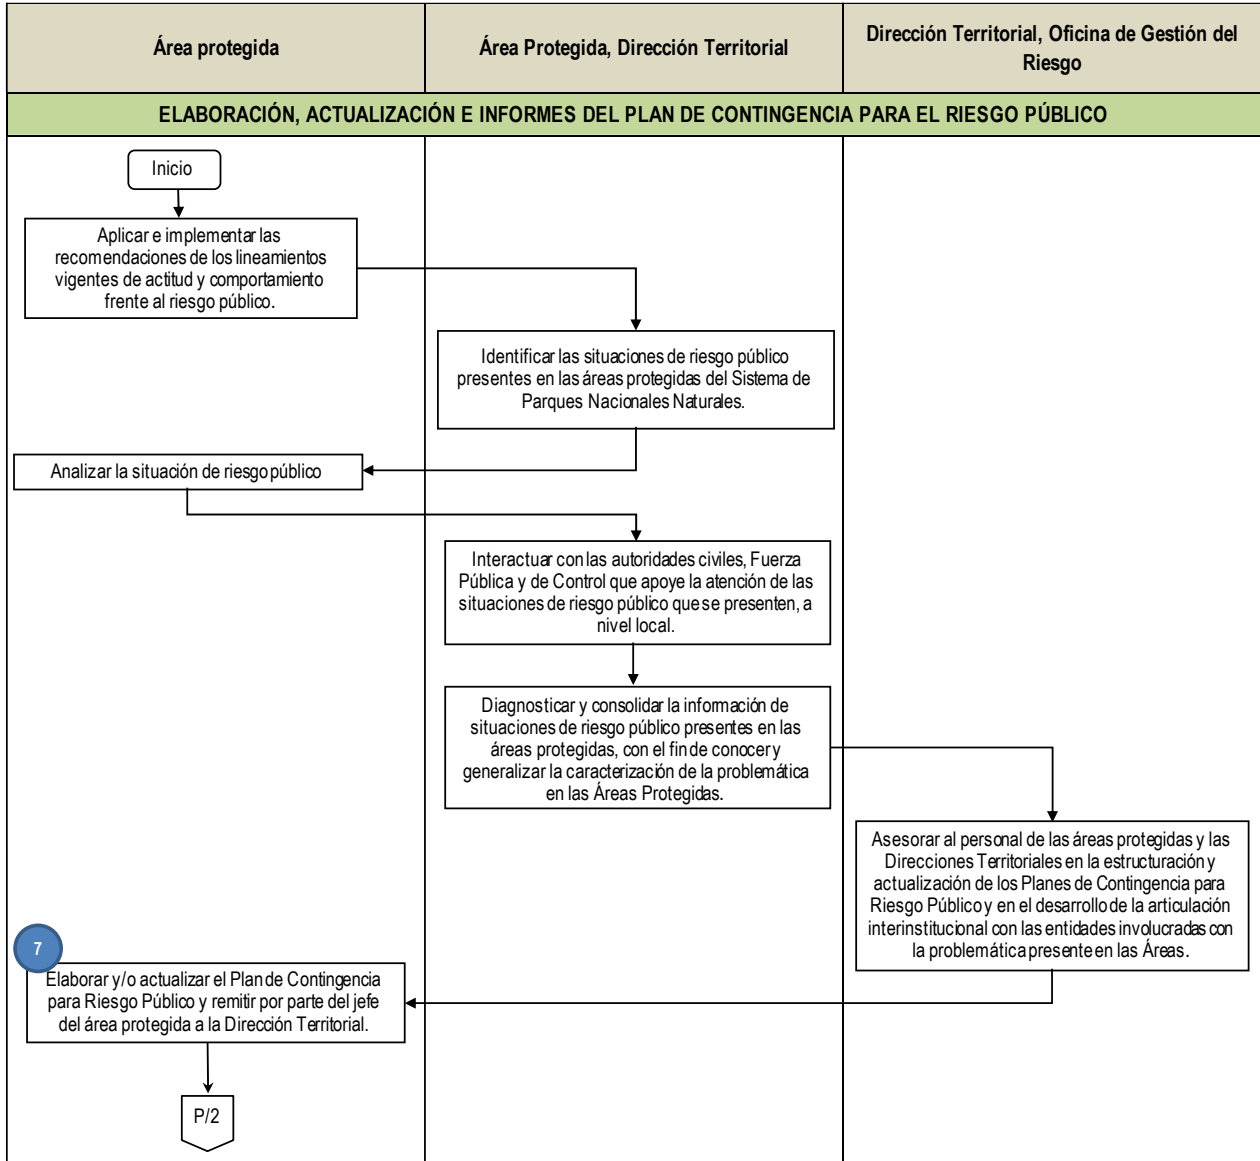 Área protegida
Área Protegida, Dirección Territorial
Dirección Territorial, Oficina de Gestión del
Riesgo
ELABORACIÓN, ACTUALIZACIÓN E INFORMES DEL PLAN DE CONTINGENCIA PARA EL RIESGO PÚBLICO
Inicio
Aplicar e implementar las
recomendaciones de los lineamientos
vigentes de actitud y comportamiento
frente al riesgo público.
Identificar las situaciones de riesgo público
presentes en las áreas protegidas del Sistema de
Parques Nacionales Naturales.
Analizar la situación de riesgo público
Interactuar con las autoridades civiles, Fuerza
Pública y de Control que apoye la atención de las
situaciones de riesgo público que se presenten, a
nivel local.
Diagnosticar y consolidar la información de
situaciones de riesgo público presentes en las
áreas protegidas, con el fin de conocer y
generalizar la caracterización de la problemática
en las Áreas Protegidas.
Asesorar al personal de las áreas protegidas y las
Direcciones Territoriales en la estructuración y
actualización de los Planes de Contingencia para
Riesgo Público y en el desarrollo de la articulación
interinstitucional con las entidades involucradas con
la problemática presente en las Áreas.
7
Elaborar y/o actualizar el Plan de Contingencia
para Riesgo Público y remitir por parte del jefe
del área protegida a la Dirección Territorial.
P/2